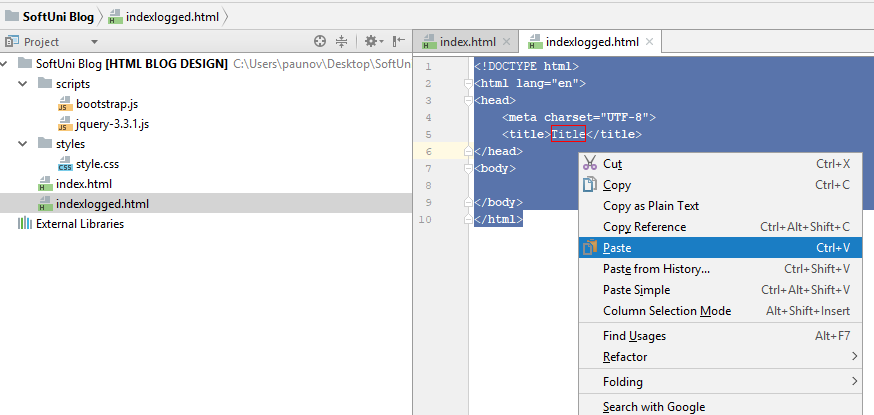 SoftUni Blog indexlogged.html
Project
SoftUni Blog [HTML BLOG DESIGN] C:\Users\paunov\Desktop\SoftUni
scripts
bootstrap.js
jquery-3.3.1.js
styles
style.css
index.html
indexlogged.html
External Libraries
index.html indexlogged.html
1 <!DOCTYPE html>
2 <html lang="en">
3 <head>
4 <meta charset="UTF-8">
5 <title>Title</title>
6 </head>
7 <body>
8
9 </body>
10 </html>
Cut Ctrl+X
Copy Ctrl+C
Copy as Plain Text
Copy Reference Ctrl+Alt+Shift+C
Paste Ctrl+V
Paste from History... Ctrl+Shift+V
Paste Simple Ctrl+Alt+Shift+V
Column Selection Mode Alt+Shift+Insert
Find Usages Alt+F7
Refactor
Folding
Search with Google